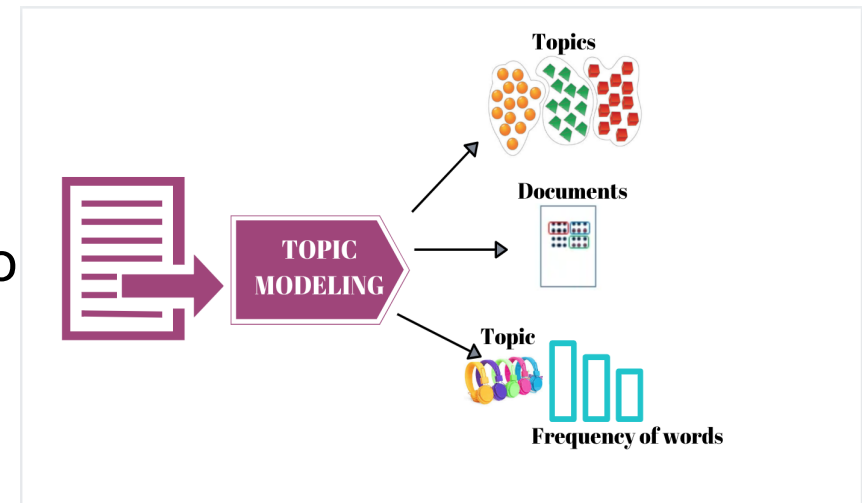 Topics
Documents
TOPIC
MODELING
Topic
Frequency of words